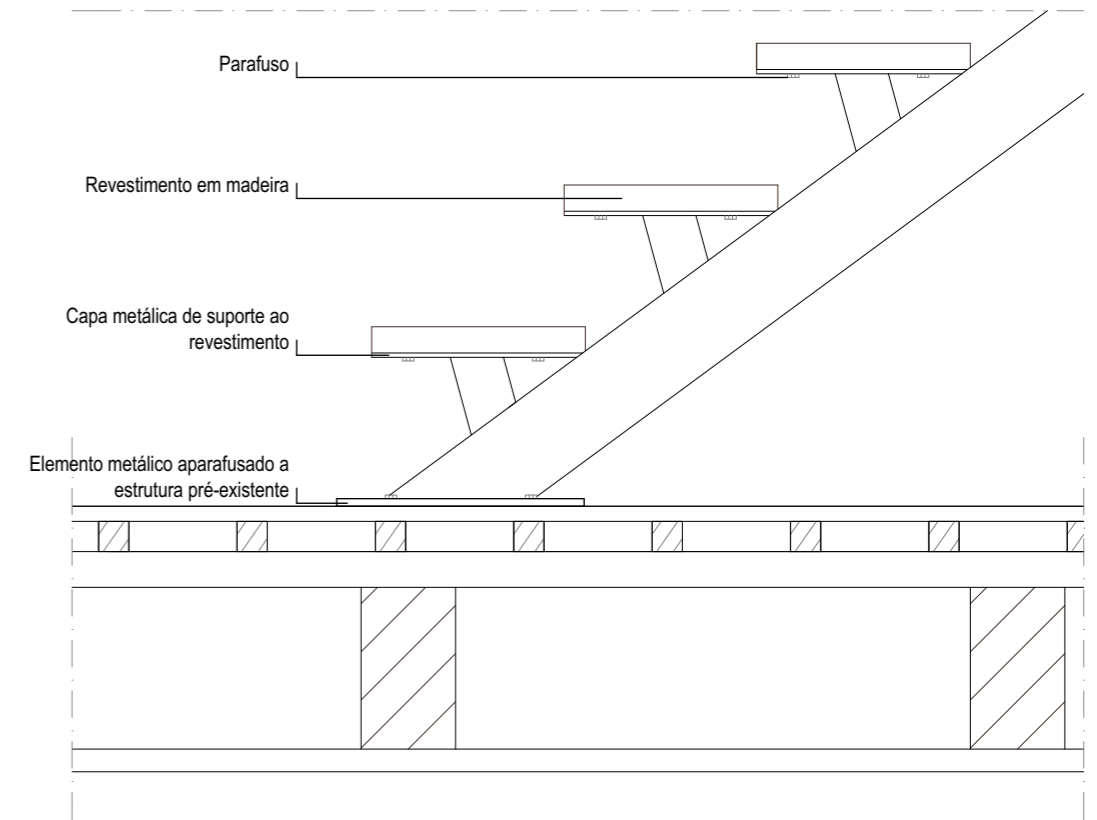 Parafuso
Revestimento em madeira
Capa metálica de suporte ao
revestimento
Elemento metálico aparafusado a
estrutura pré-existente